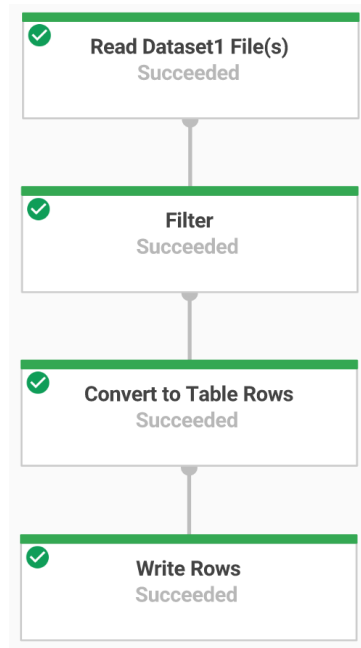 Read Dataset1 File(s)
Succeeded
Filter
Succeeded
Convert to Table Rows
Succeeded
Write Rows
Succeeded